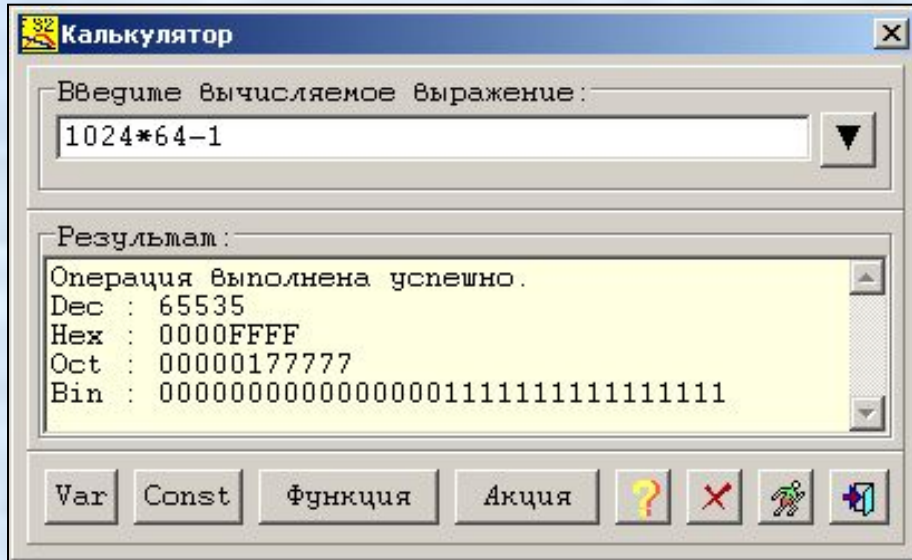 32
Калькулятор
Введите вычисляемое выражение:
1024*64-1
Результат:
Операция выполнена успешно.
Dec : 65535
Hex : 0000FFFF
Oct : 00000177777
Bin : 00000000000000001111111111111111
Var Const Функция Акция